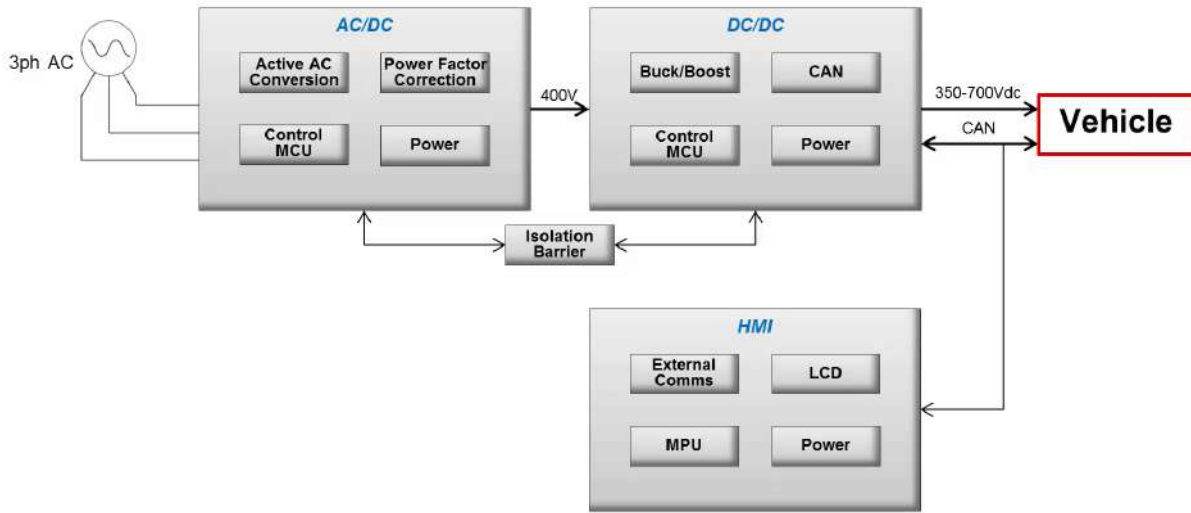 3ph AC
AC/DC
Active AC
Conversion
Power Factor
Correction
Control
MCU
Power
400V
DC/DC
Buck/Boost
CAN
Control
MCU
Power
350-700Vdc
CAN
Vehicle
Isolation
Barrier
HMI
External
Comms
LCD
MPU
Power